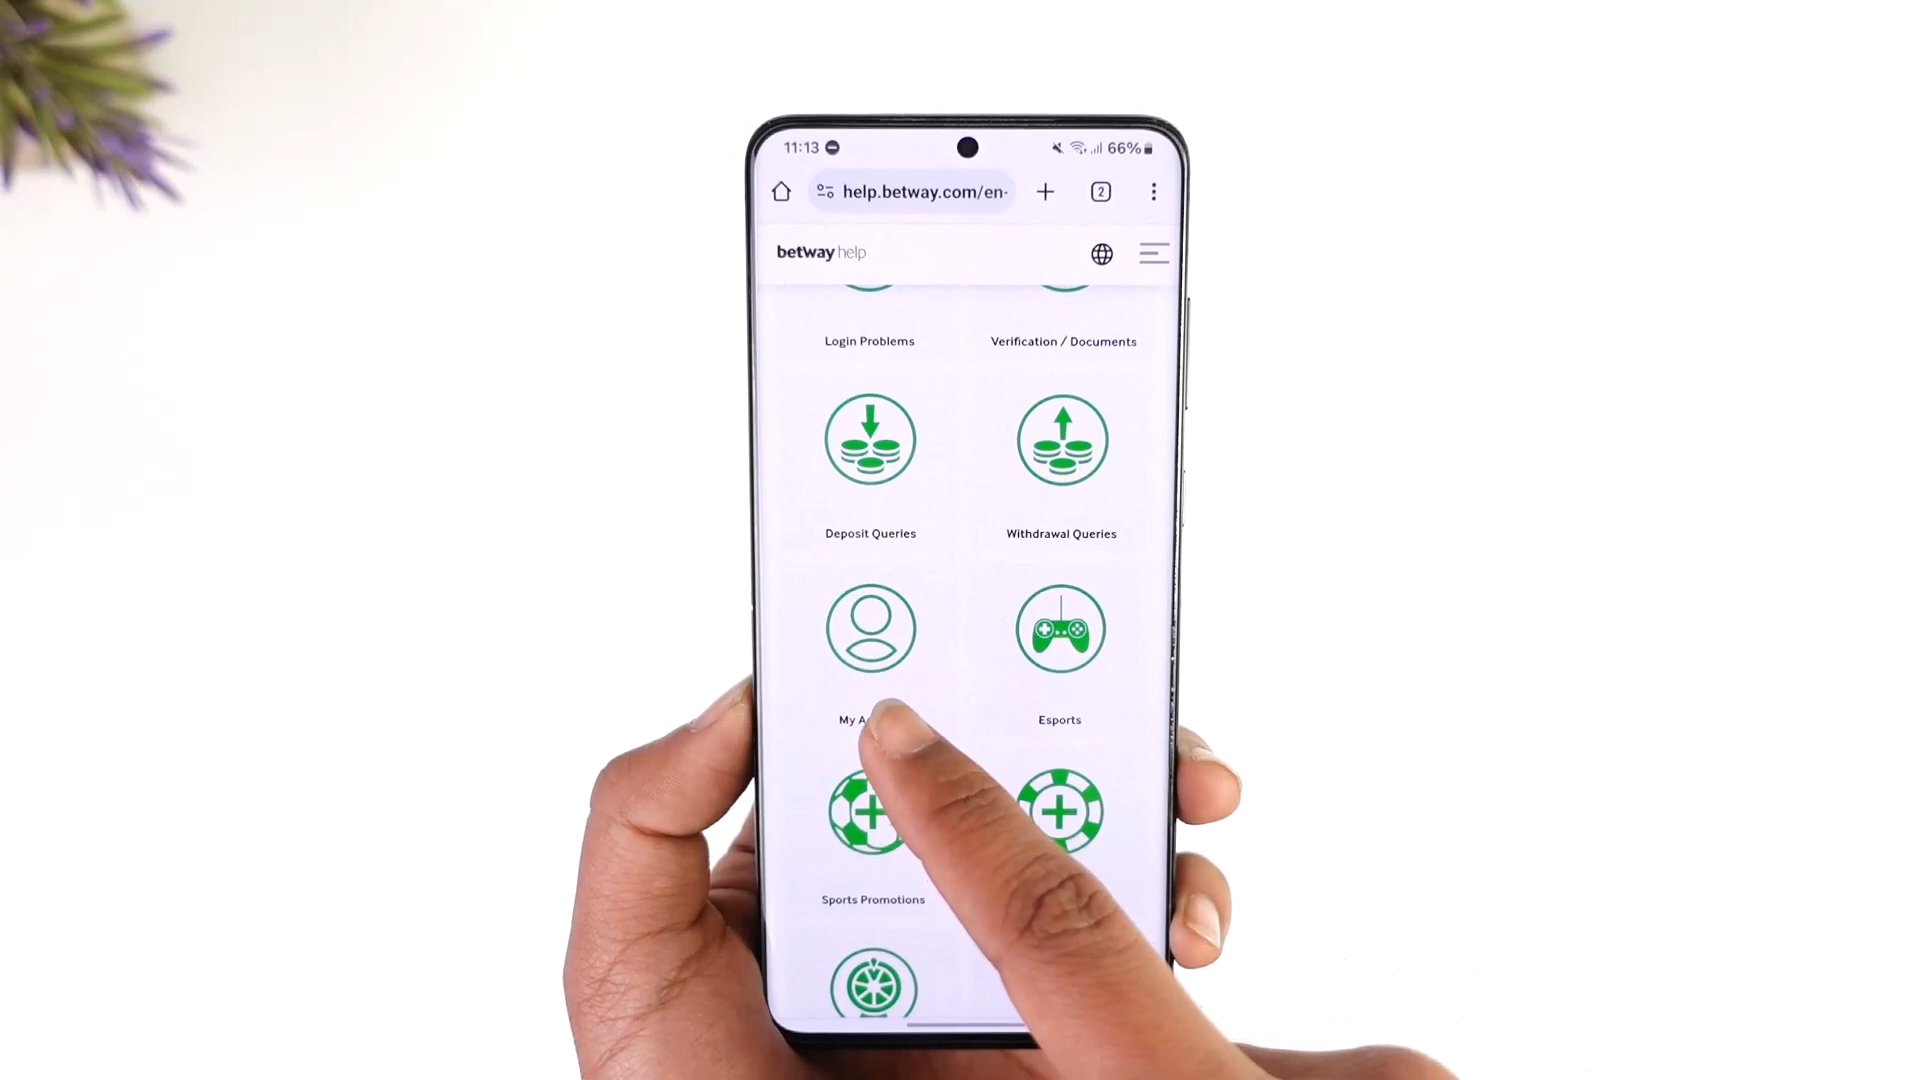 11:13
66%
help.betway.com/en-
2
betway help
Login Problems
Verification / Documents
Deposit Queries
Withdrawal Queries
My A
Esports
Sports Promotions